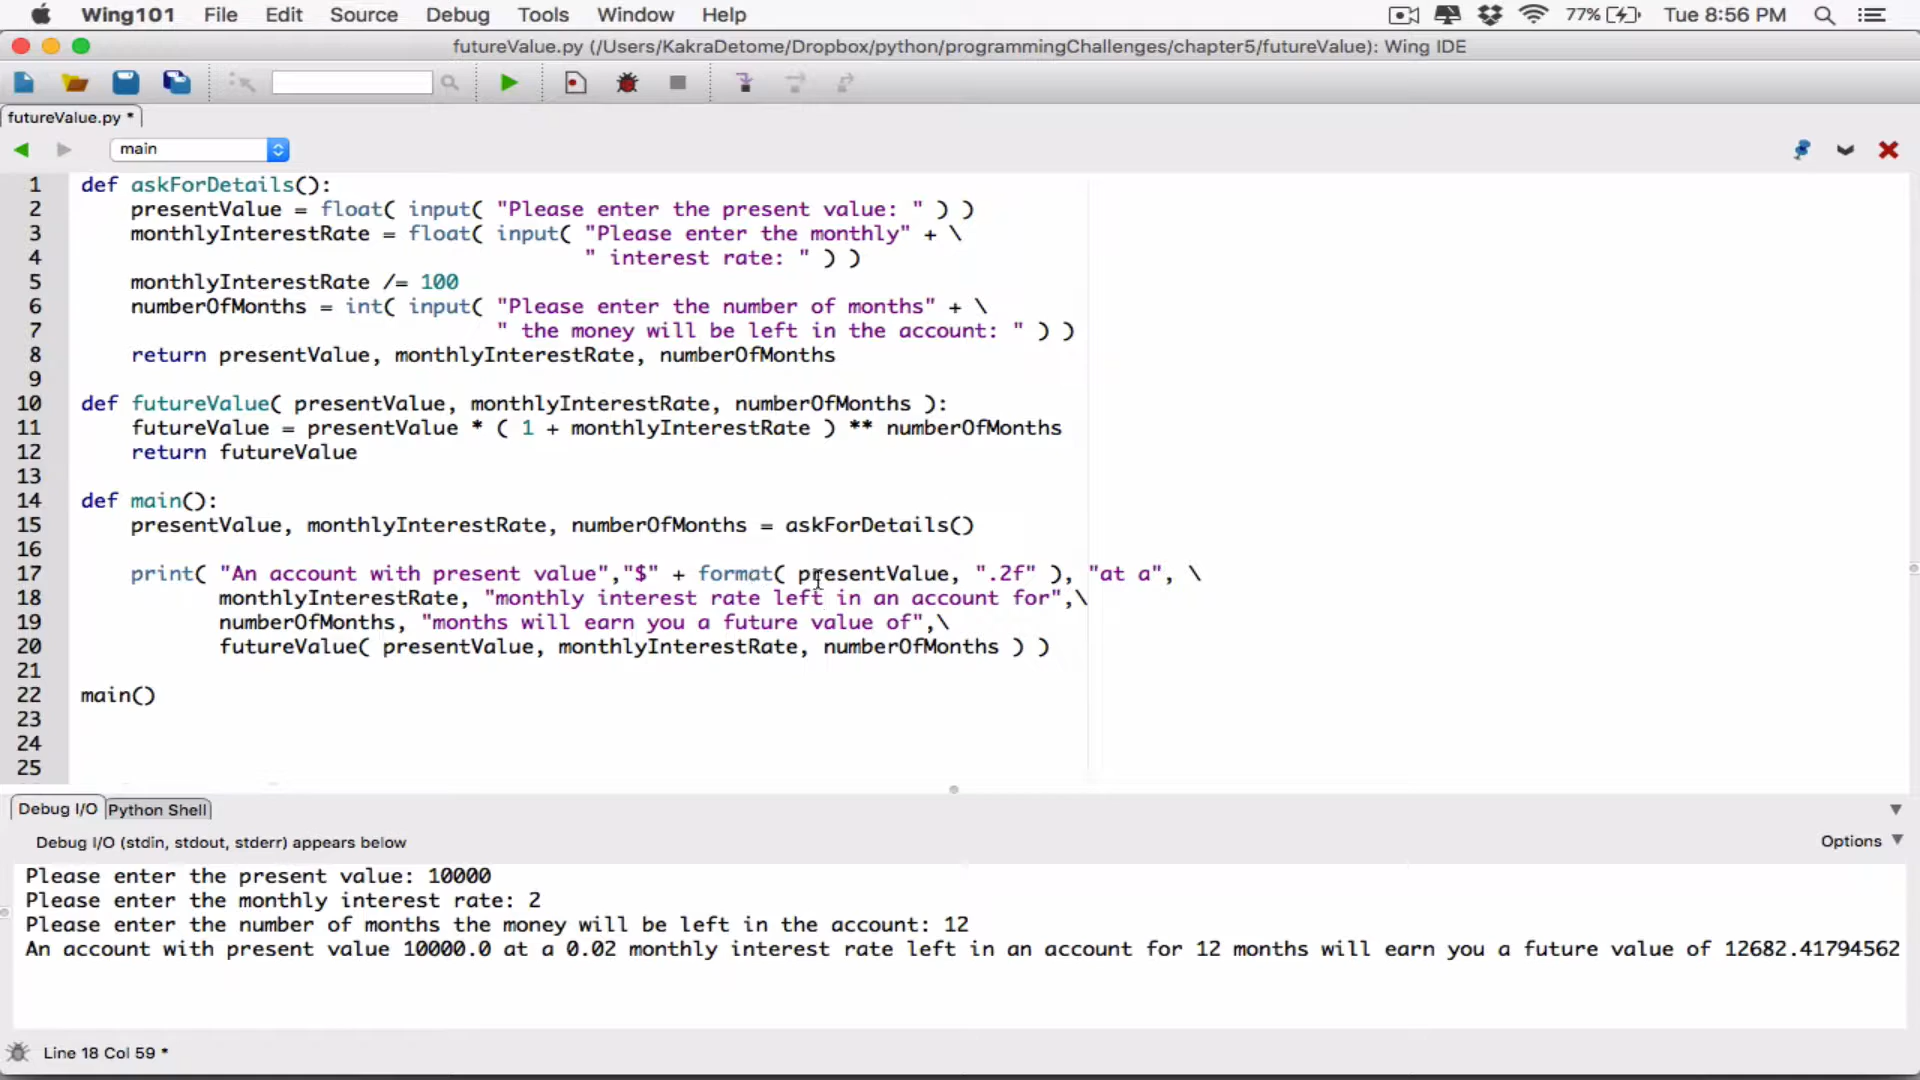 Wing101 File Edit Source Debug Tools Window Help 77% Tue 8:56 PM
futureValue.py (/Users/KakraDetome/Dropbox/python/programmingChallenges/chapter5/futureValue): Wing IDE
futureValue.py *
main
1 def askForDetails():
2 presentValue = float( input( "Please enter the present value: " ) )
3 monthlyInterestRate = float( input( "Please enter the monthly" + \
4 " interest rate: " ) )
5 monthlyInterestRate /= 100
6 numberOfMonths = int( input( "Please enter the number of months" + \
7 " the money will be left in the account: " ) )
8 return presentValue, monthlyInterestRate, numberOfMonths
9
10 def futureValue( presentValue, monthlyInterestRate, numberOfMonths ):
11 futureValue = presentValue * ( 1 + monthlyInterestRate ) ** numberOfMonths
12 return futureValue
13
14 def main():
15 presentValue, monthlyInterestRate, numberOfMonths = askForDetails()
16
17 print( "An account with present value","$" + format( presentValue, ".2f" ), "at a", \
18 monthlyInterestRate, "monthly interest rate left in an account for",\
19 numberOfMonths, "months will earn you a future value of",\
20 futureValue( presentValue, monthlyInterestRate, numberOfMonths ) )
21
22 main()
23
24
25
Debug I/O Python Shell
Debug I/O (stdin, stdout, stderr) appears below Options
Please enter the present value: 10000
Please enter the monthly interest rate: 2
Please enter the number of months the money will be left in the account: 12
An account with present value 10000.0 at a 0.02 monthly interest rate left in an account for 12 months will earn you a future value of 12682.41794562
Line 18 Col 59 *